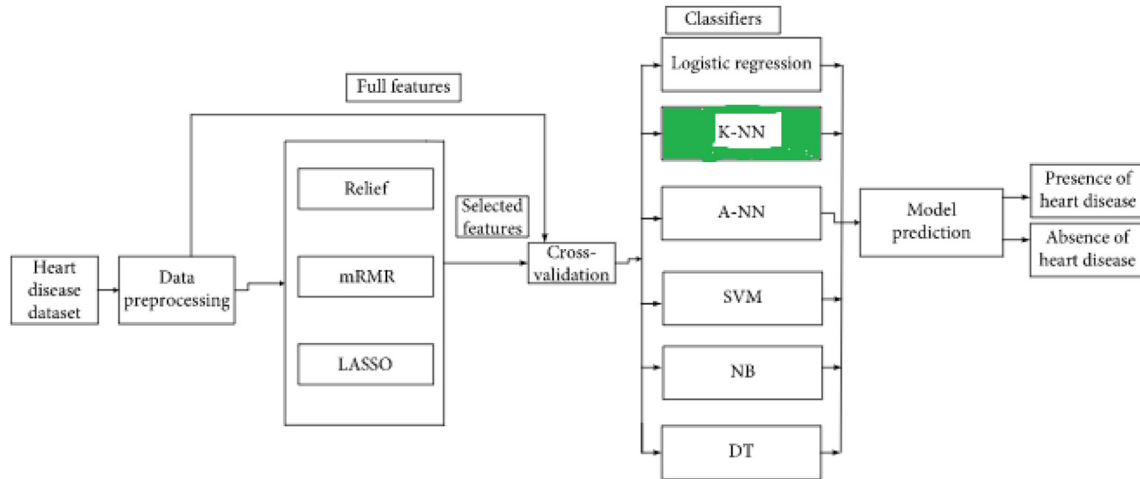 Classifiers
Logistic regression
Full features
K-NN
Relief
Selected
features
A-NN
Model
prediction
Presence of
heart disease
Absence of
heart disease
Heart
disease
dataset
Data
preprocessing
mRMR
Cross-
validation
SVM
LASSO
NB
DT